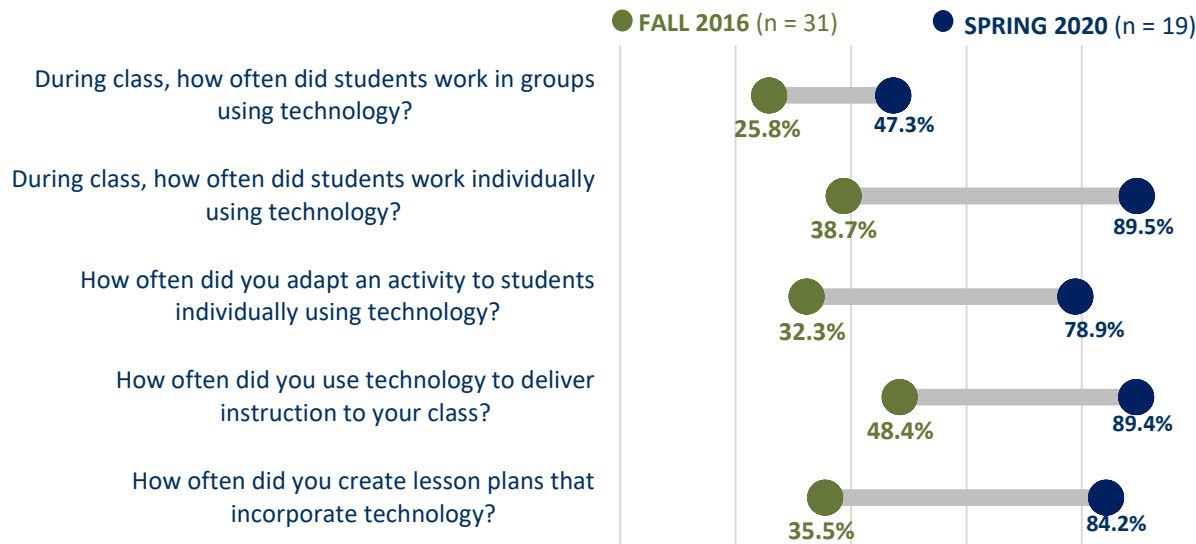 FALL 2016 (n = 31)
SPRING 2020 (n = 19)
During class, how often did students work in groups
using technology?
25.8%
47.3%
During class, how often did students work individually
using technology?
38.7%
89.5%
How often did you adapt an activity to students
individually using technology?
32.3%
78.9%
How often did you use technology to deliver
instruction to your class?
48.4%
89.4%
How often did you create lesson plans that
incorporate technology?
35.5%
84.2%